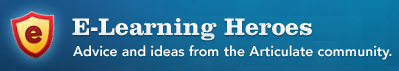 e
E-Learning Heroes
Advice and ideas from the Articulate community.